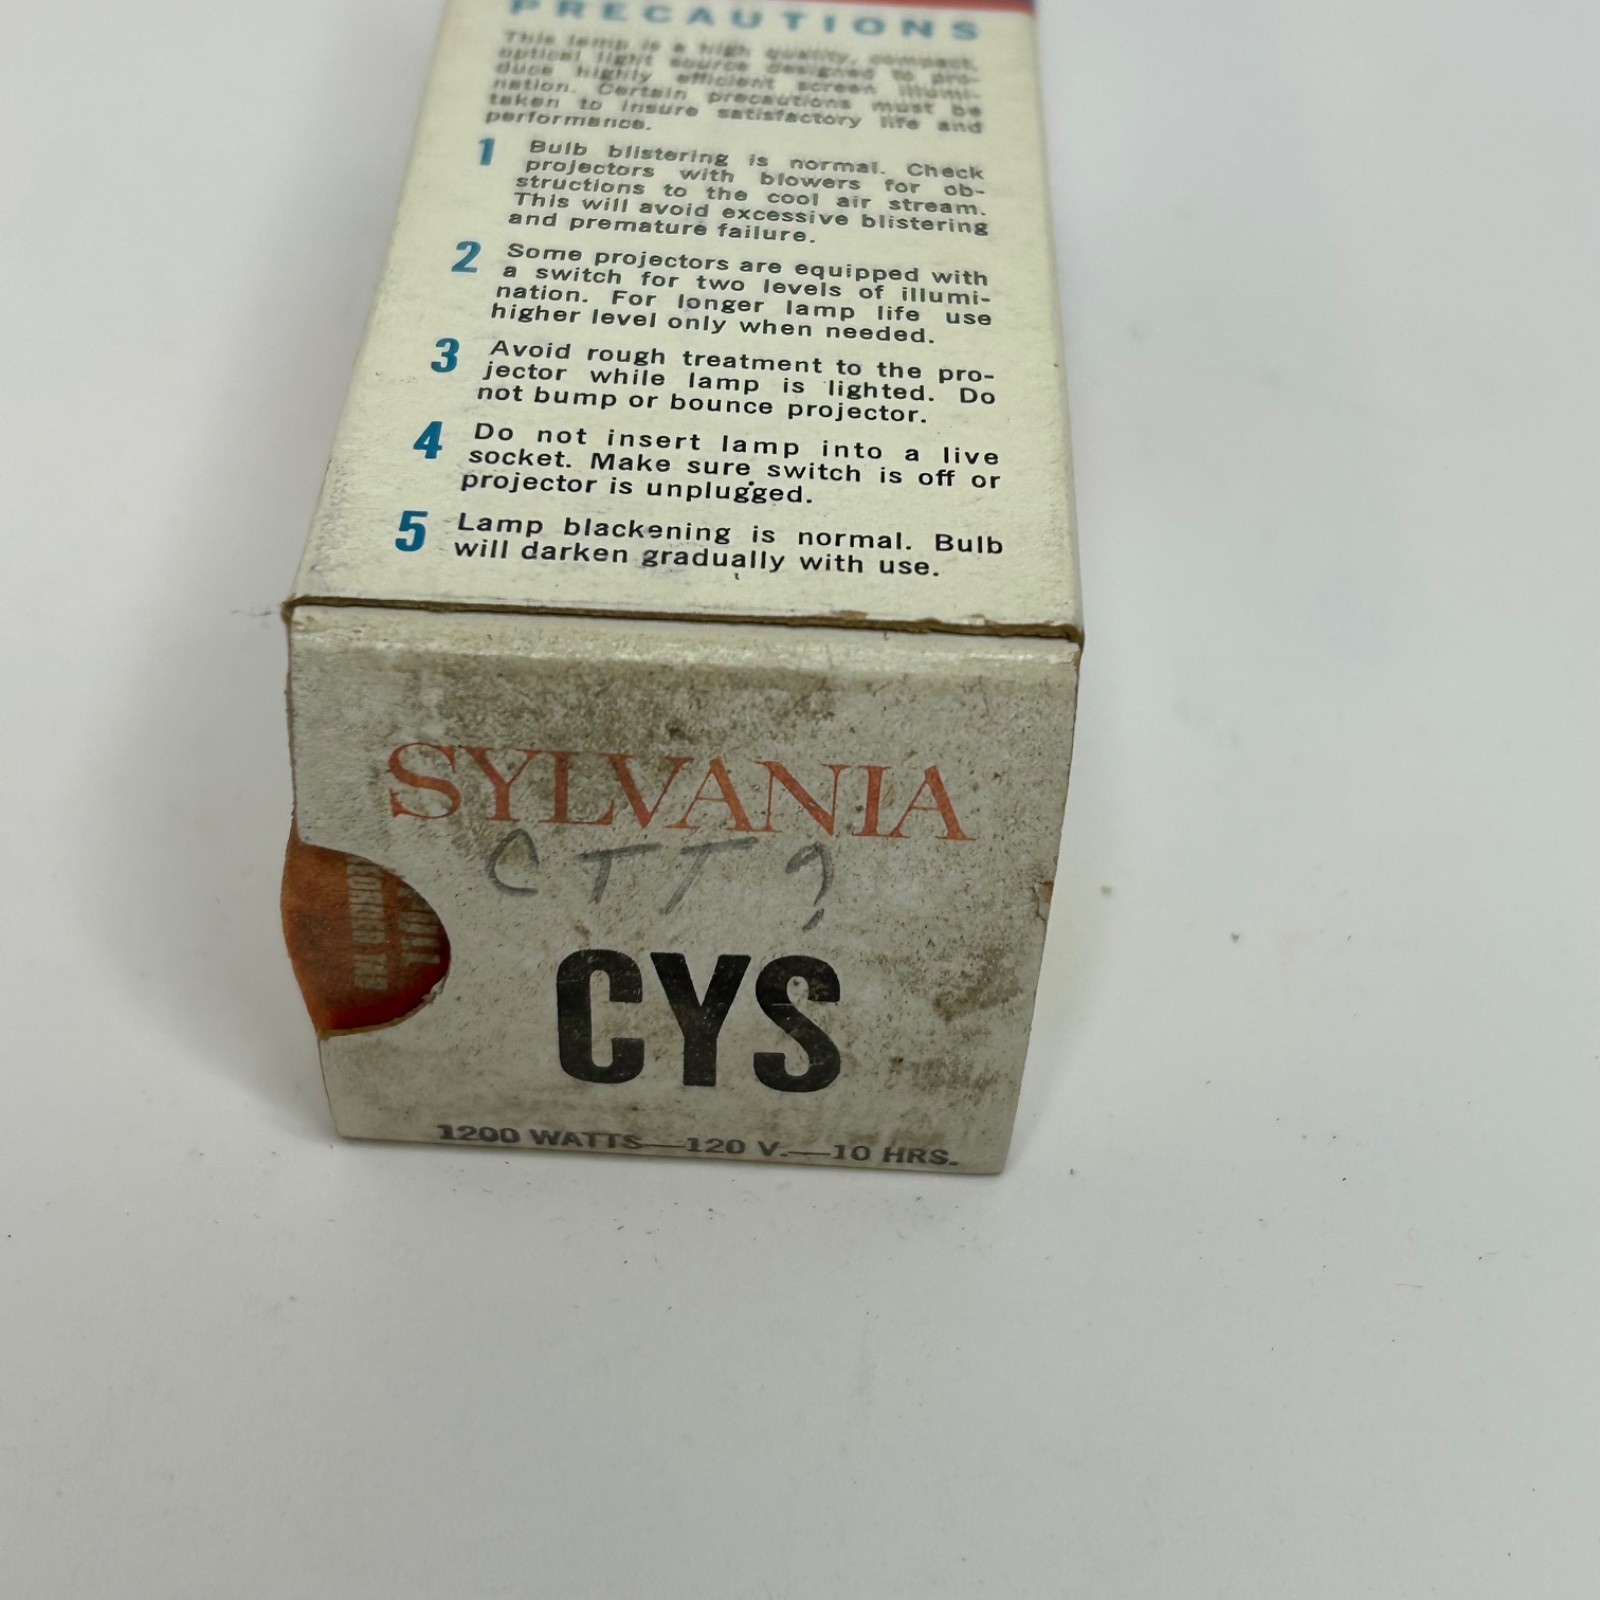 PRECAUTIONS
This lamp is a high quality, compact,
optical light source designed to pro-
duce highly efficient screen illumi-
nation. Certain precautions must be
taken to insure satisfactory life and
performance.
1 Bulb blistering is normal. Check
projectors with blowers for ob-
structions to the cool air stream.
This will avoid excessive blistering
and premature failure.
2 Some projectors are equipped with
a switch for two levels of illumi-
nation. For longer lamp life use
higher level only when needed.
3 Avoid rough treatment to the pro-
jector while lamp is lighted. Do
not bump or bounce projector.
4 Do not insert lamp into a live
socket. Make sure switch is off or
projector is unplugged.
5 Lamp blackening is normal. Bulb
will darken gradually with use.
SYLVANIA
CTT?
CYS
1200 WATTS—120 V.—10 HRS.